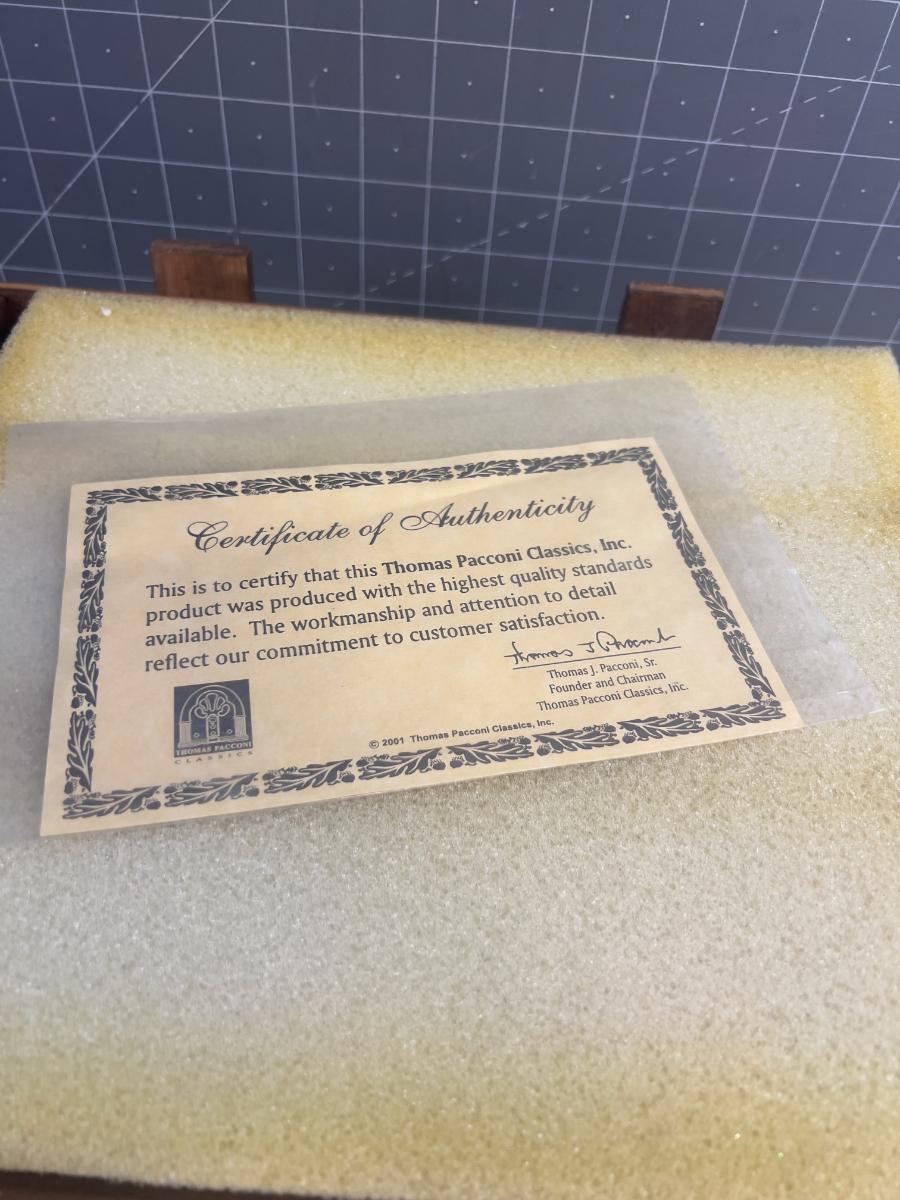 Certificate of Authenticity
This is to certify that this Thomas Pacconi Classics, Inc.
product was produced with the highest quality standards
available. The workmanship and attention to detail
reflect our commitment to customer satisfaction.
Thomas J Pacconi
Thomas J. Pacconi, Sr.
Founder and Chairman
Thomas Pacconi Classics, Inc.
THOMAS PACCONI
CLASSICS
© 2001 Thomas Pacconi Classics, Inc.